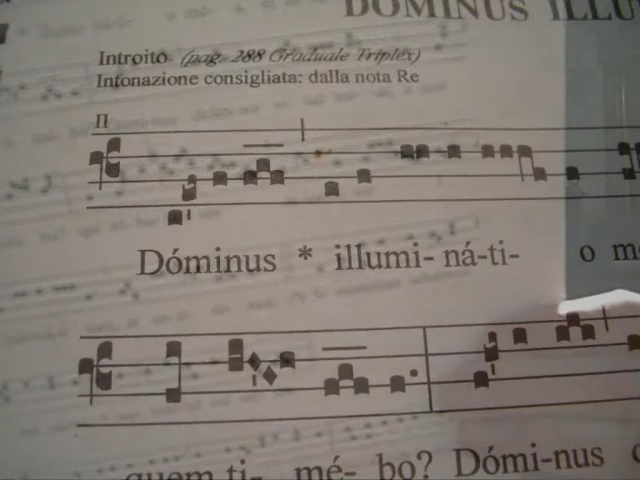 DÓMINUS ILLU
Introito (pag. 288 Graduale Triplex)
Infonazione consigliata: dalla nota Re
II
Dóminus * illumi- ná-ti- o m
quem ti- mé- bo? Dómi-nus